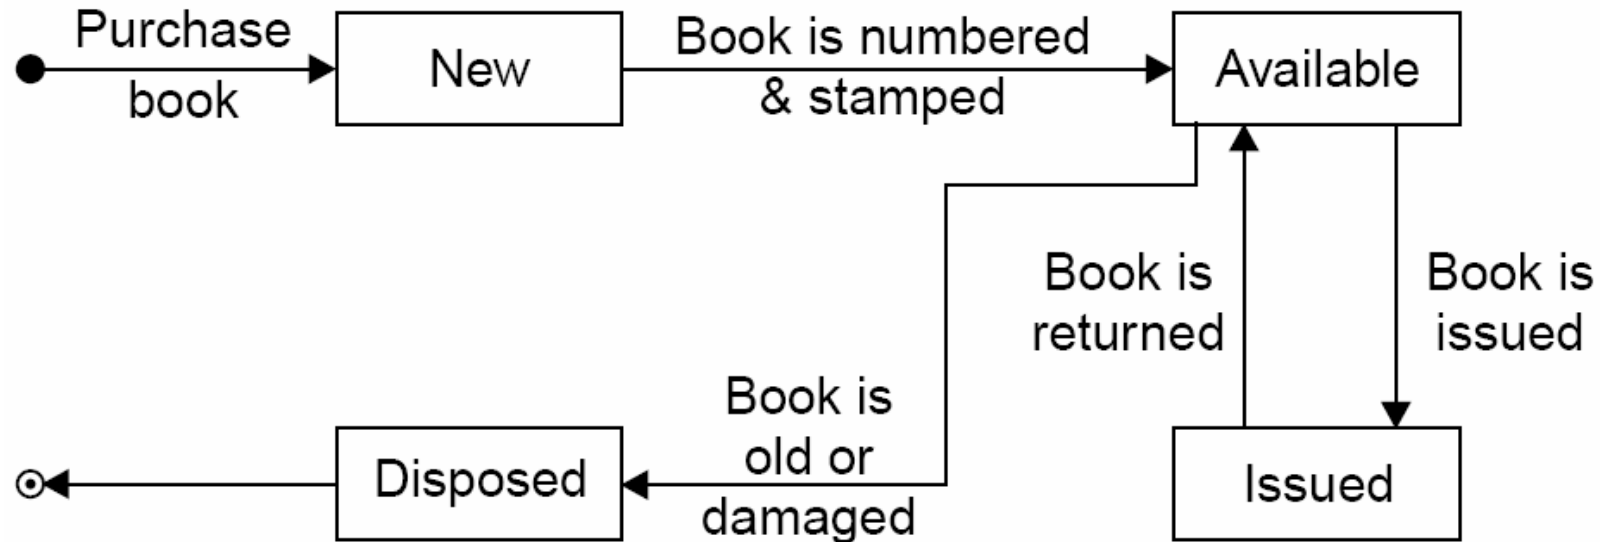 Purchase
book
New
Book is numbered
& stamped
Available
Book is
returned
Book is
issued
Book is
old or
damaged
Disposed
Issued